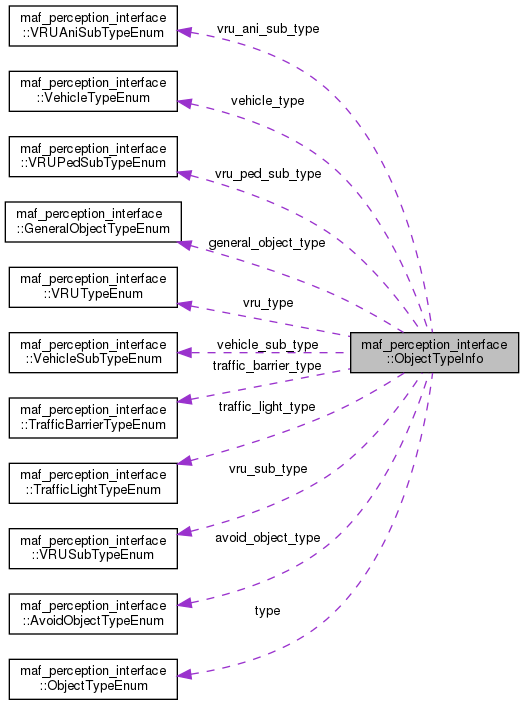 maf_perception_interface
::VRUAniSubTypeEnum
vru_ani_sub_type
maf_perception_interface
::VehicleTypeEnum
vehicle_type
maf_perception_interface
::VRUPedSubTypeEnum
vru_ped_sub_type
maf_perception_interface
::GeneralObjectTypeEnum
general_object_type
maf_perception_interface
::VRUTypeEnum
vru_type
maf_perception_interface
::VehicleSubTypeEnum
vehicle_sub_type
maf_perception_interface
::ObjectTypeInfo
traffic_barrier_type
maf_perception_interface
::TrafficBarrierTypeEnum
traffic_light_type
maf_perception_interface
::TrafficLightTypeEnum
vru_sub_type
maf_perception_interface
::VRUSubTypeEnum
avoid_object_type
maf_perception_interface
::AvoidObjectTypeEnum
type
maf_perception_interface
::ObjectTypeEnum